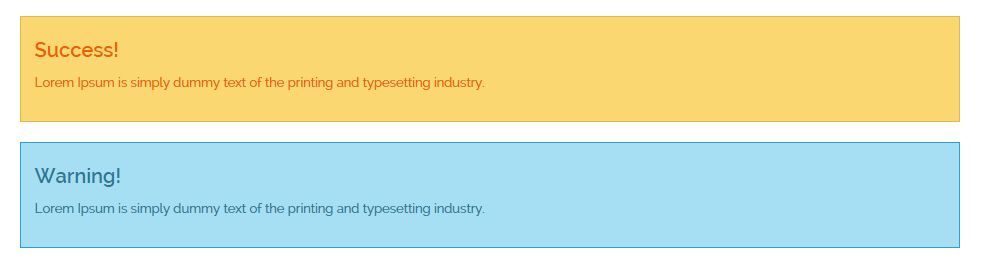 Success!
Lorem Ipsum is simply dummy text of the printing and typesetting industry.
Warning!
Lorem Ipsum is simply dummy text of the printing and typesetting industry.